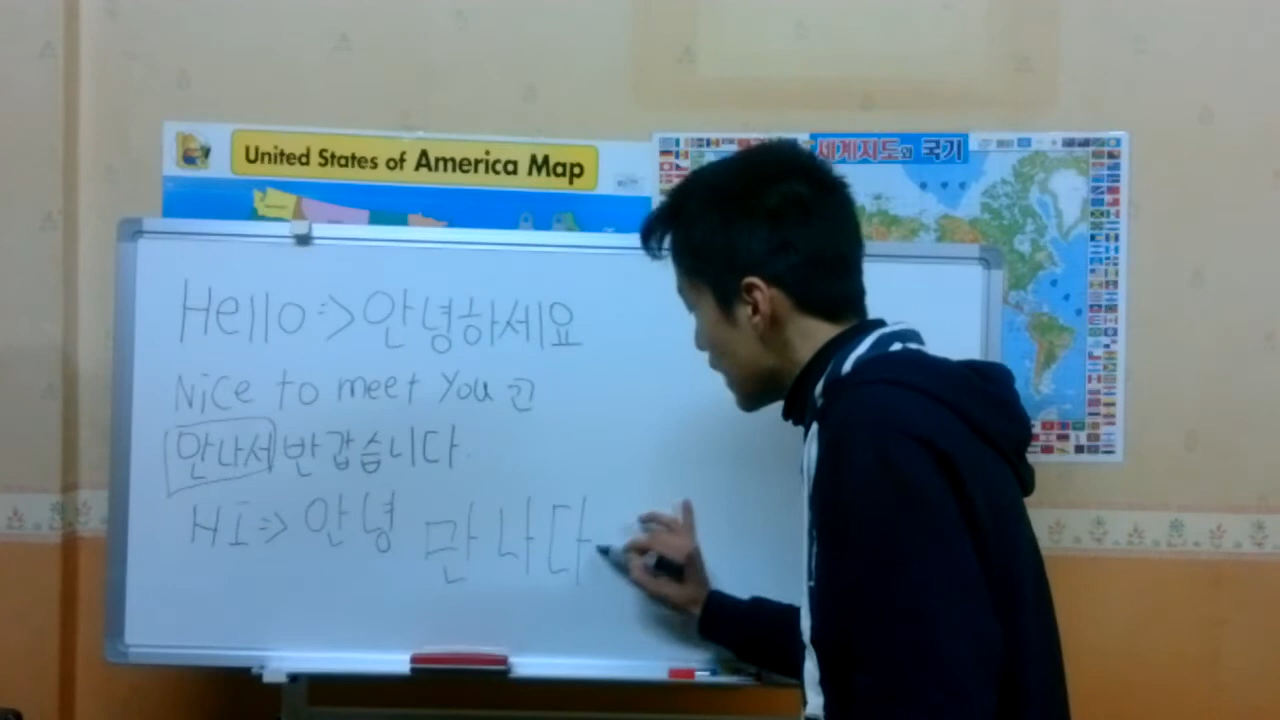 United States of America Map
세계지도와 국기
Hello => 안녕하세요
Nice to meet you 근
만나서 반갑습니다
Hi => 안녕 만나다